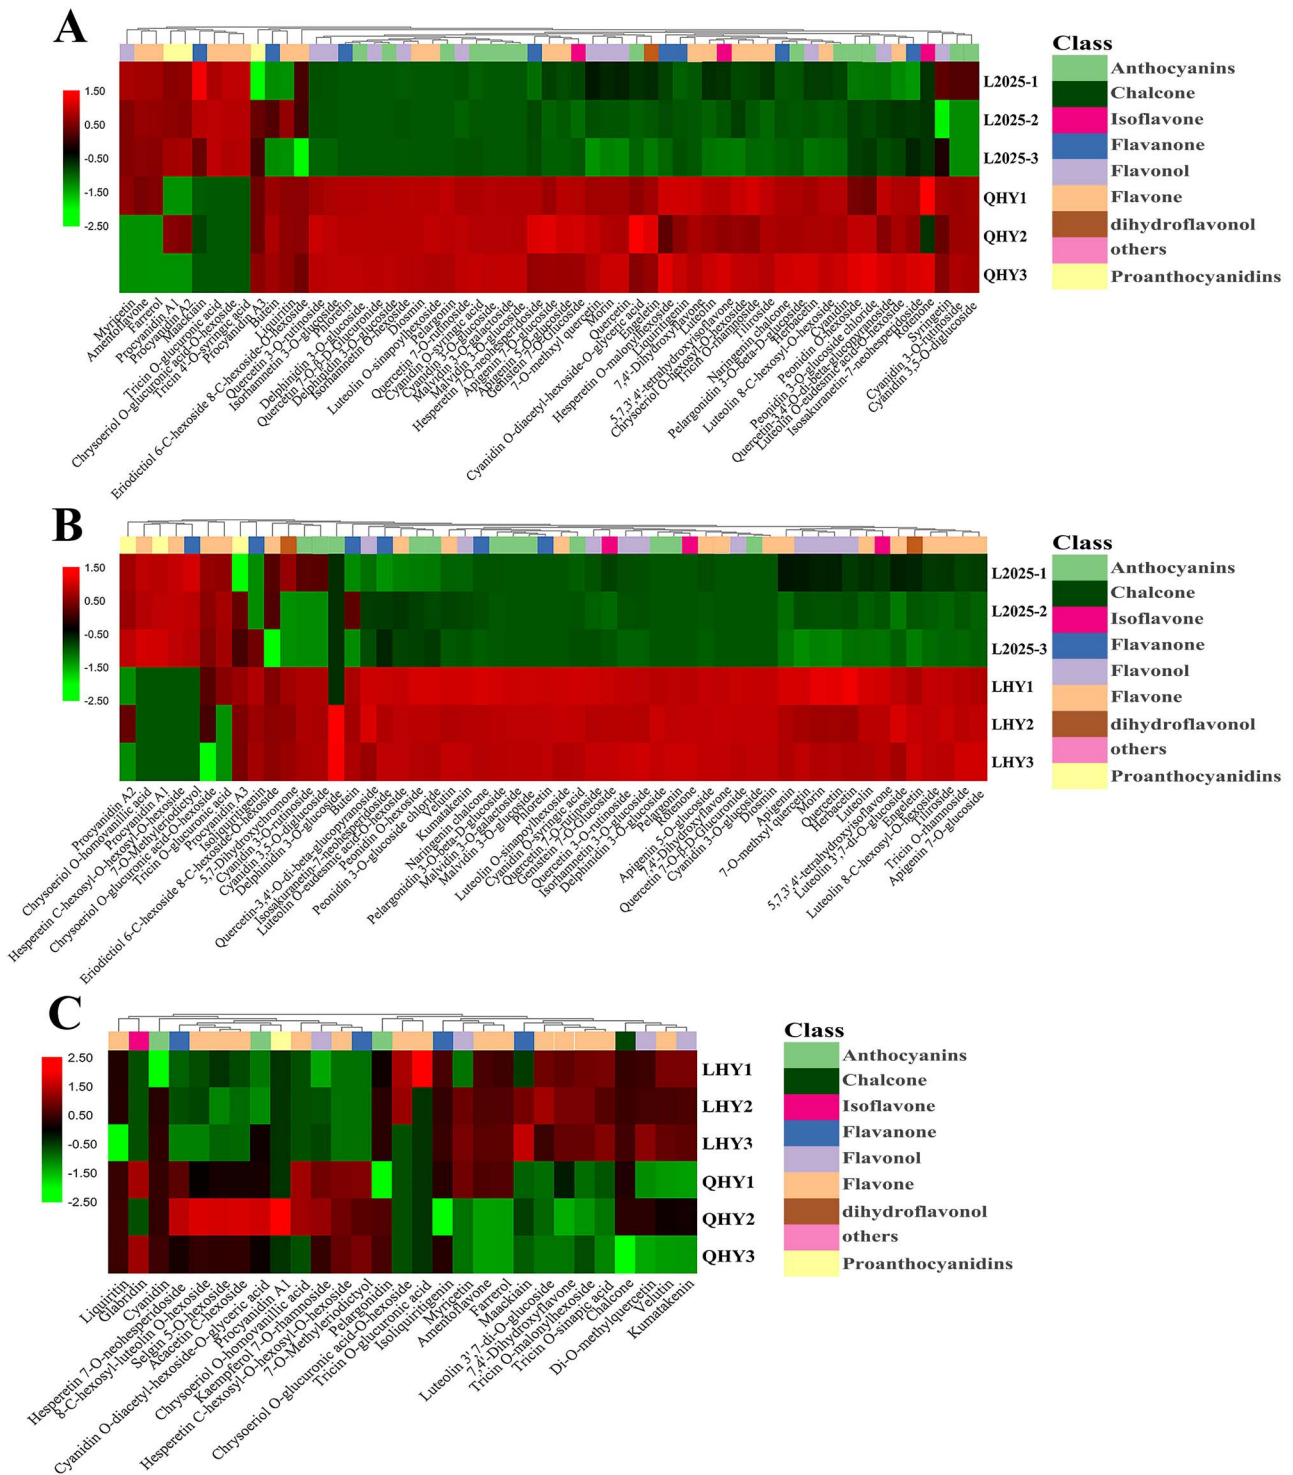 A
Class
1.50
0.50
-0.50
-1.50
-2.50
L2025-1
L2025-2
L2025-3
QHY1
QHY2
QHY3
Anthocyanins
Chalcone
Isoflavone
Flavanone
Flavonol
Flavone
dihydroflavonol
others
Proanthocyanidins
Myricetin
Amentoflavone
Farrerol
Procyanidin A1
Procyanidin A2
Maackiain
Tricin O-glucuronic acid
Chrysoeriol O-glucuronic acid-O-hexoside
Tricin 4'-O-syringic acid
Procyanidin A3
Butein
Liquiritin
Eriodictiol 6-C-hexoside 8-C-hexoside-O-hexoside
Quercetin 3-O-rutinoside
Isorhamnetin 3-O-glucoside
Phloretin
Delphinidin 3-O-glucoside
Quercetin 7-O-β-D-Glucuronide
Delphinidin 3-O-glucoside
Isorhamnetin O-hexoside
Diosmin
Luteolin O-sinapoylhexoside
Pelargonin
Quercetin 7-O-rutinoside
Cyanidin O-syringic acid
Cyanidin 3-O-glucoside
Malvidin 3-O-galactoside
Malvidin 3-O-glucoside
Hesperetin 7-O-neohesperidoside
Apigenin 7-O-glucoside
Apigenin 5-O-glucoside
Genistein 7-O-Glucoside
7-O-methxyl quercetin
Morin
Quercetin
Cyanidin O-diacetyl-hexoside-O-glyceric acid
Engeletin
Hesperetin O-malonylhexoside
Liquiritigenin
7,4'-Dihydroxyflavone
Luteolin
5,7,3',4'-tetrahydroxyisoflavone
Chrysoeriol O-hexosyl-O-hexoside
Tricin O-rhamnoside
Tilianin
Naringenin chalcone
Pelargonidin 3-O-beta-D-glucoside
Herbacetin
Luteolin 8-C-hexosyl-O-hexoside
Cyanidin
Peonidin O-hexoside
Peonidin 3-O-glucoside chloride
Quercetin-3,4'-O-di-beta-glucopyranoside
Luteolin O-eudesmic acid-O-hexoside
Isosakuranetin-7-neohesperidoside
Rotenone
Syringetin
Cyanidin 3-O-rutinoside
Cyanidin 3,5-O-diglucoside
B
Class
1.50
0.50
-0.50
-1.50
-2.50
L2025-1
L2025-2
L2025-3
LHY1
LHY2
LHY3
Anthocyanins
Chalcone
Isoflavone
Flavanone
Flavonol
Flavone
dihydroflavonol
others
Proanthocyanidins
Procyanidin A2
Chrysoeriol O-homovanillic acid
Procyanidin A1
Hesperetin C-hexosyl-O-hexosyl-O-hexoside
7-O-Methyleriodictyol
Chrysoeriol O-glucuronic acid-O-hexoside
Tricin O-glucuronic acid
Procyanidin A3
Isoliquiritigenin
Eriodictiol 6-C-hexoside 8-C-hexoside-O-hexoside
5,7-Dihydroxychromone
Cyanidin 3-O-rutinoside
Cyanidin 3,5-O-diglucoside
Delphinidin 3-O-glucoside
Butein
Quercetin-3,4'-O-di-beta-glucopyranoside
Isosakuranetin-7-neohesperidoside
Luteolin O-eudesmic acid-O-hexoside
Peonidin O-hexoside
Peonidin 3-O-glucoside chloride
Velutin
Kumatakenin
Naringenin chalcone
Pelargonidin 3-O-beta-D-glucoside
Malvidin 3-O-galactoside
Malvidin 3-O-glucoside
Phloretin
Luteolin O-sinapoylhexoside
Cyanidin O-syringic acid
Quercetin 7-O-rutinoside
Genistein 7-O-Glucoside
Quercetin 3-O-rutinoside
Isorhamnetin 3-O-glucoside
Delphinidin 3-O-glucoside
Pelargonin
Rotenone
Apigenin 5-O-glucoside
7,4'-Dihydroxyflavone
Quercetin 7-O-β-D-Glucuronide
Cyanidin 3-O-glucoside
Diosmin
Apigenin
7-O-methxyl quercetin
Morin
Quercetin
Herbacetin
Luteolin
5,7,3',4'-tetrahydroxyisoflavone
Luteolin 3',7-di-O-glucoside
Engeletin
Luteolin 8-C-hexosyl-O-hexoside
Tricin O-rhamnoside
Apigenin 7-O-glucoside
C
Class
2.50
1.50
0.50
-0.50
-1.50
-2.50
LHY1
LHY2
LHY3
QHY1
QHY2
QHY3
Anthocyanins
Chalcone
Isoflavone
Flavanone
Flavonol
Flavone
dihydroflavonol
others
Proanthocyanidins
Liquiritin
Glabridin
Cyanidin
Hesperetin 7-O-neohesperidoside
8-C-hexosyl-luteolin O-hexoside
Selgin 5-O-hexoside
Acacetin C-hexoside
Cyanidin O-diacetyl-hexoside-O-glyceric acid
Procyanidin A1
Chrysoeriol O-homovanillic acid
Kaempferol 7-O-rhamnoside
Hesperetin C-hexosyl-O-hexosyl-O-hexoside
7-O-Methyleriodictyol
Pelargonidin
Chrysoeriol O-glucuronic acid-O-hexoside
Tricin O-glucuronic acid
Isoliquiritigenin
Myricetin
Amentoflavone
Farrerol
Maackiain
Luteolin 3',7-di-O-glucoside
7,4'-Dihydroxyflavone
Tricin O-malonylhexoside
Tricin O-sinapic acid
Chalcone
Di-O-methylquercetin
Velutin
Kumatakenin